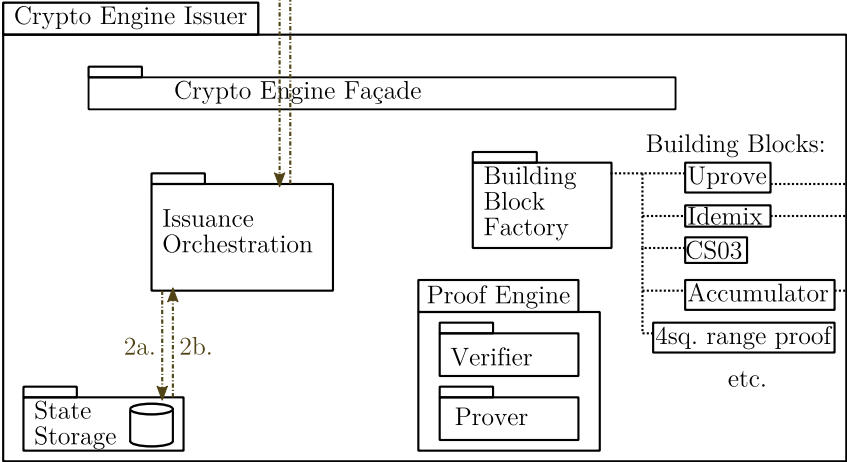 Crypto Engine Issuer
Crypto Engine Façade
Building Blocks:
Building
Block
Factory
Uprove
Idemix
CS03
Accumulator
4sq. range proof
etc.
Issuance
Orchestration
Proof Engine
Verifier
Prover
2a.
2b.
State
Storage